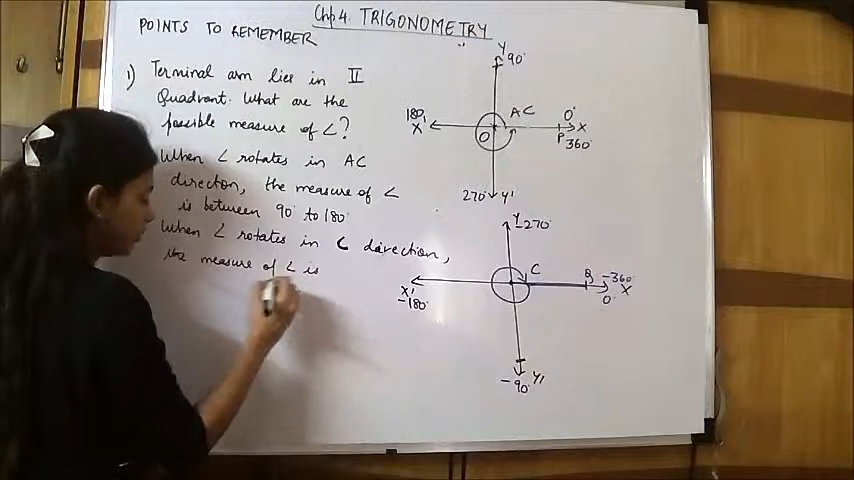 Chp 4. TRIGONOMETRY
POINTS TO REMEMBER
1) Terminal arm lies in II
Quadrant. What are the
possible measure of ∠?
When ∠ rotates in AC
direction, the measure of ∠
is between 90° to 180°
When ∠ rotates in C direction,
the measure of ∠ is
Y
90°
AC
180°
X'
0°
X
O
P
360°
270° Y'
Y -270°
C
B
-360°
X
0°
X'
-180°
-90° Y'